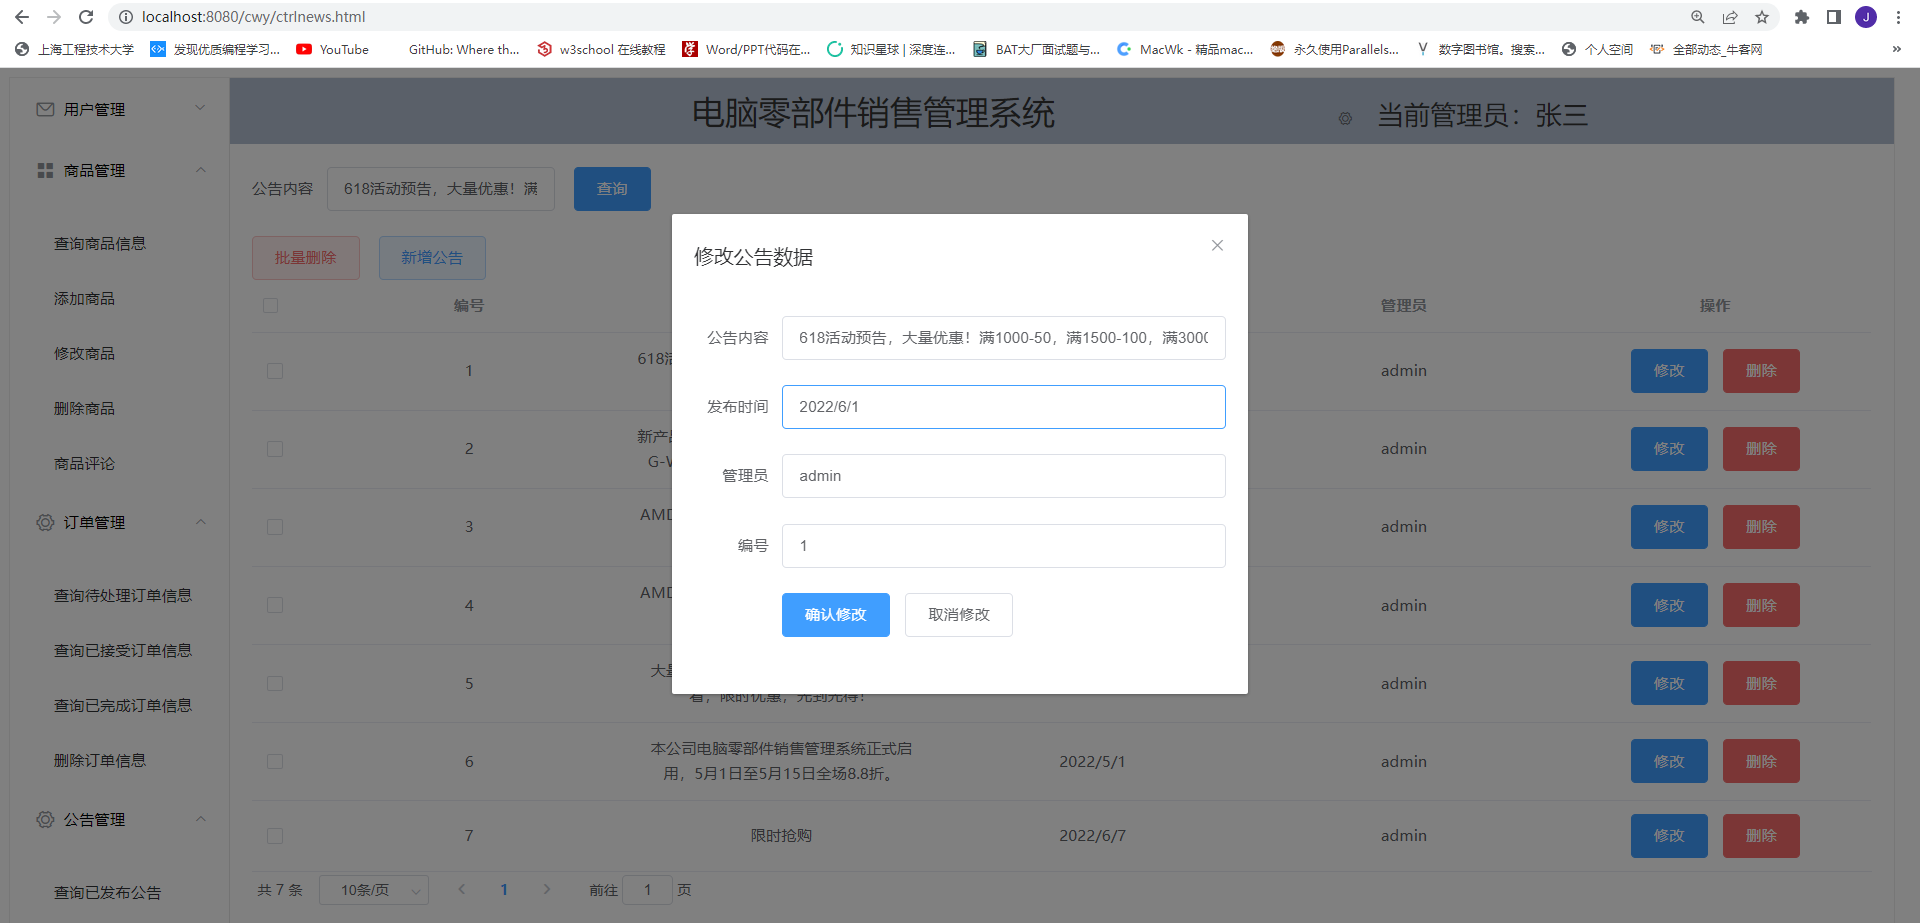 localhost:8080/cwy/ctrlnews.html
J
上海工程技术大学 发现优质编程学习... YouTube GitHub: Where th... w3school 在线教程 Word/PPT代码在... 知识星球 | 深度连... BAT大厂面试题与... MacWk - 精品mac... 永久使用Parallels... 数字图书馆。搜索... 个人空间 全部动态_牛客网 »
用户管理
商品管理
查询商品信息
添加商品
修改商品
删除商品
商品评论
订单管理
查询待处理订单信息
查询已接受订单信息
查询已完成订单信息
删除订单信息
公告管理
查询已发布公告
电脑零部件销售管理系统
当前管理员：张三
公告内容 618活动预告，大量优惠！满 查询
批量删除 新增公告
编号 管理员 操作
1 618活 admin 修改 删除
2 新产品 G-V admin 修改 删除
3 AMD admin 修改 删除
4 AMD admin 修改 删除
5 大量 admin 修改 删除
看，限时优惠，先到先得！
6 本公司电脑零部件销售管理系统正式启 2022/5/1 admin 修改 删除
用，5月1日至5月15日全场8.8折。
7 限时抢购 2022/6/7 admin 修改 删除
共 7 条 10条/页 1 前往 1 页
修改公告数据
公告内容 618活动预告，大量优惠！满1000-50，满1500-100，满3000
发布时间 2022/6/1
管理员 admin
编号 1
确认修改 取消修改